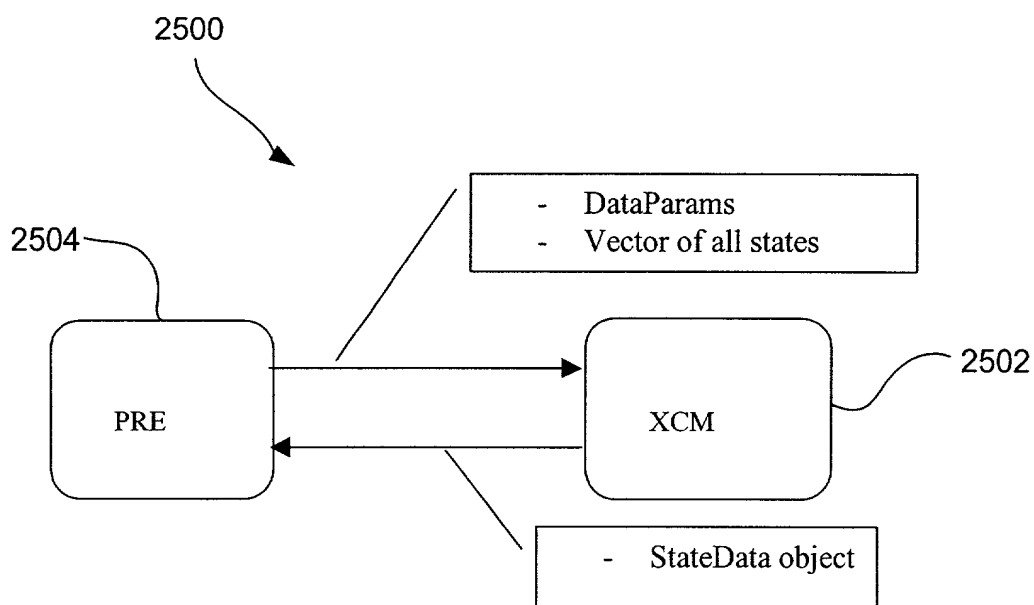 2500
- DataParams
- Vector of all states
2504
2502
PRE
XCM
- StateData object